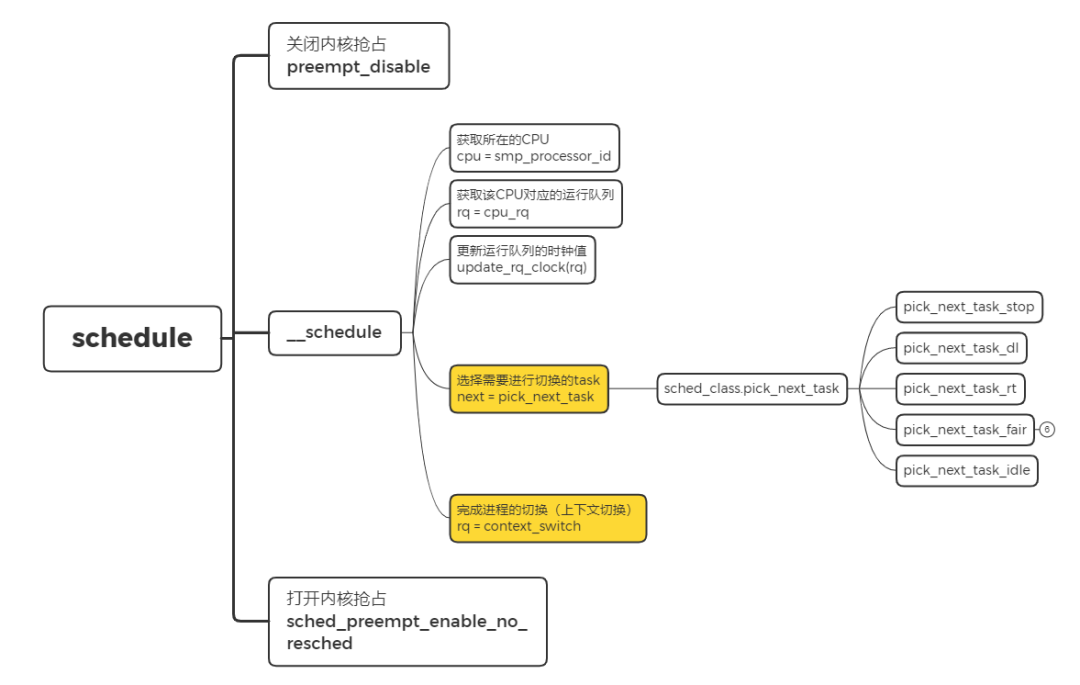 schedule
关闭内核抢占
preempt_disable
__schedule
获取所在的CPU
cpu = smp_processor_id
获取该CPU对应的运行队列
rq = cpu_rq
更新运行队列的时钟值
update_rq_clock(rq)
选择需要进行切换的task
next = pick_next_task
sched_class.pick_next_task
pick_next_task_stop
pick_next_task_dl
pick_next_task_rt
pick_next_task_fair
6
pick_next_task_idle
完成进程的切换（上下文切换）
rq = context_switch
打开内核抢占
sched_preempt_enable_no_
resched